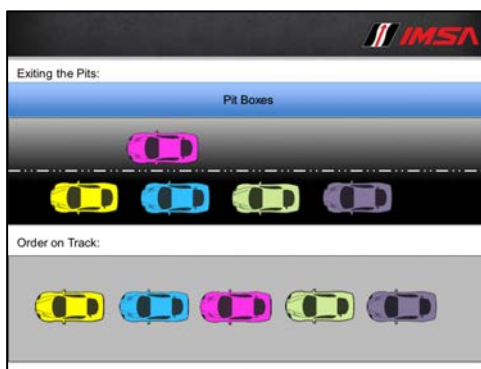 IMSA
Exiting the Pits:
Pit Boxes
Order on Track: